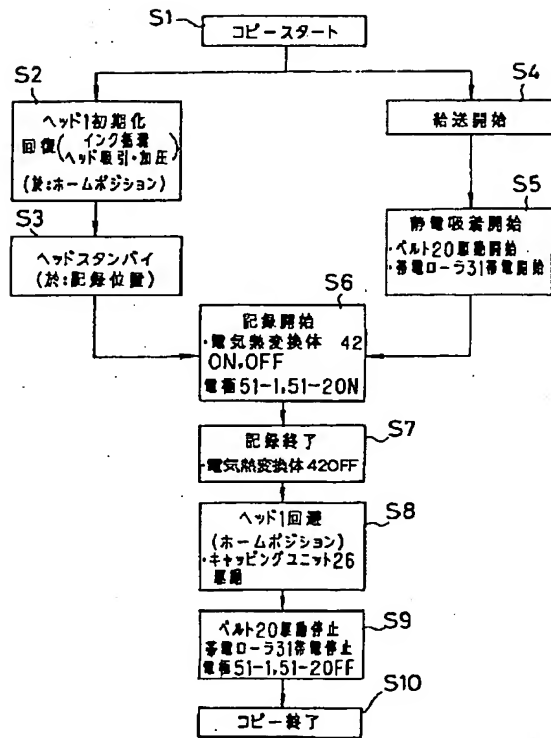 S1
コピースタート
S2
ヘッド1初期化
回復(インク循環
ヘッド吸引・加圧)
(於:ホームポジション)
S3
ヘッドスタンバイ
(於:記録位置)
S4
給送開始
S5
静電吸着開始
・ベルト20駆動開始
・帯電ローラ31帯電開始
S6
記録開始
・電気熱変換体 42
ON,OFF
電極51-1,51-2ON
S7
記録終了
・電気熱変換体42OFF
S8
ヘッド1回避
(ホームポジション)
・キャッピングユニット26
駆動
S9
ベルト20駆動停止
帯電ローラ31帯電停止
電極51-1,51-2OFF
S10
コピー終了